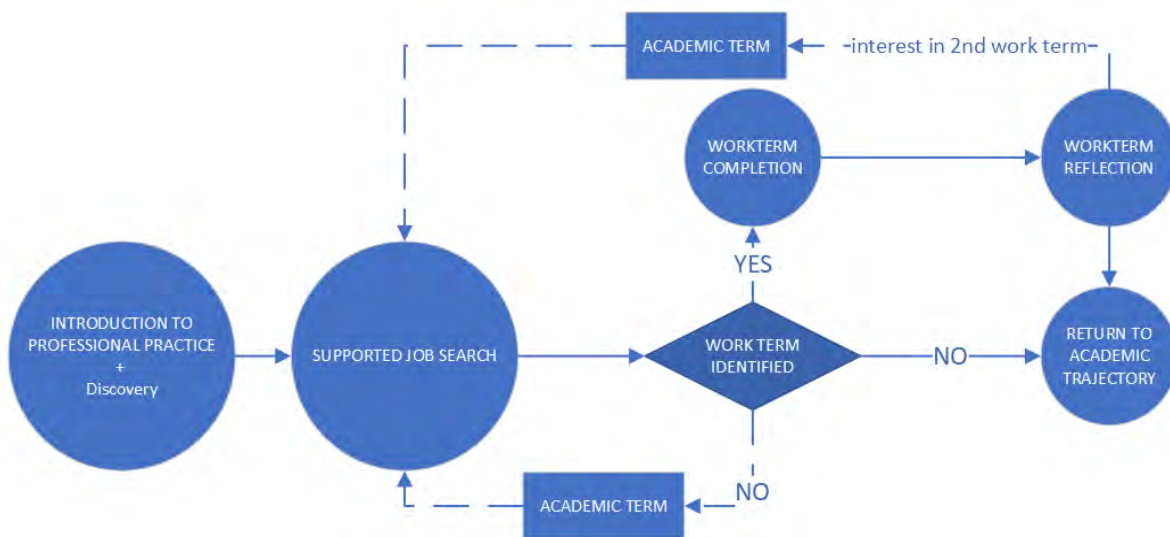 ACADEMIC TERM
interest in 2nd work term
WORKTERM
COMPLETION
WORKTERM
REFLECTION
YES
INTRODUCTION TO
PROFESSIONAL PRACTICE
+
Discovery
SUPPORTED JOB SEARCH
WORK TERM
IDENTIFIED
NO
RETURN TO
ACADEMIC
TRAJECTORY
NO
ACADEMIC TERM